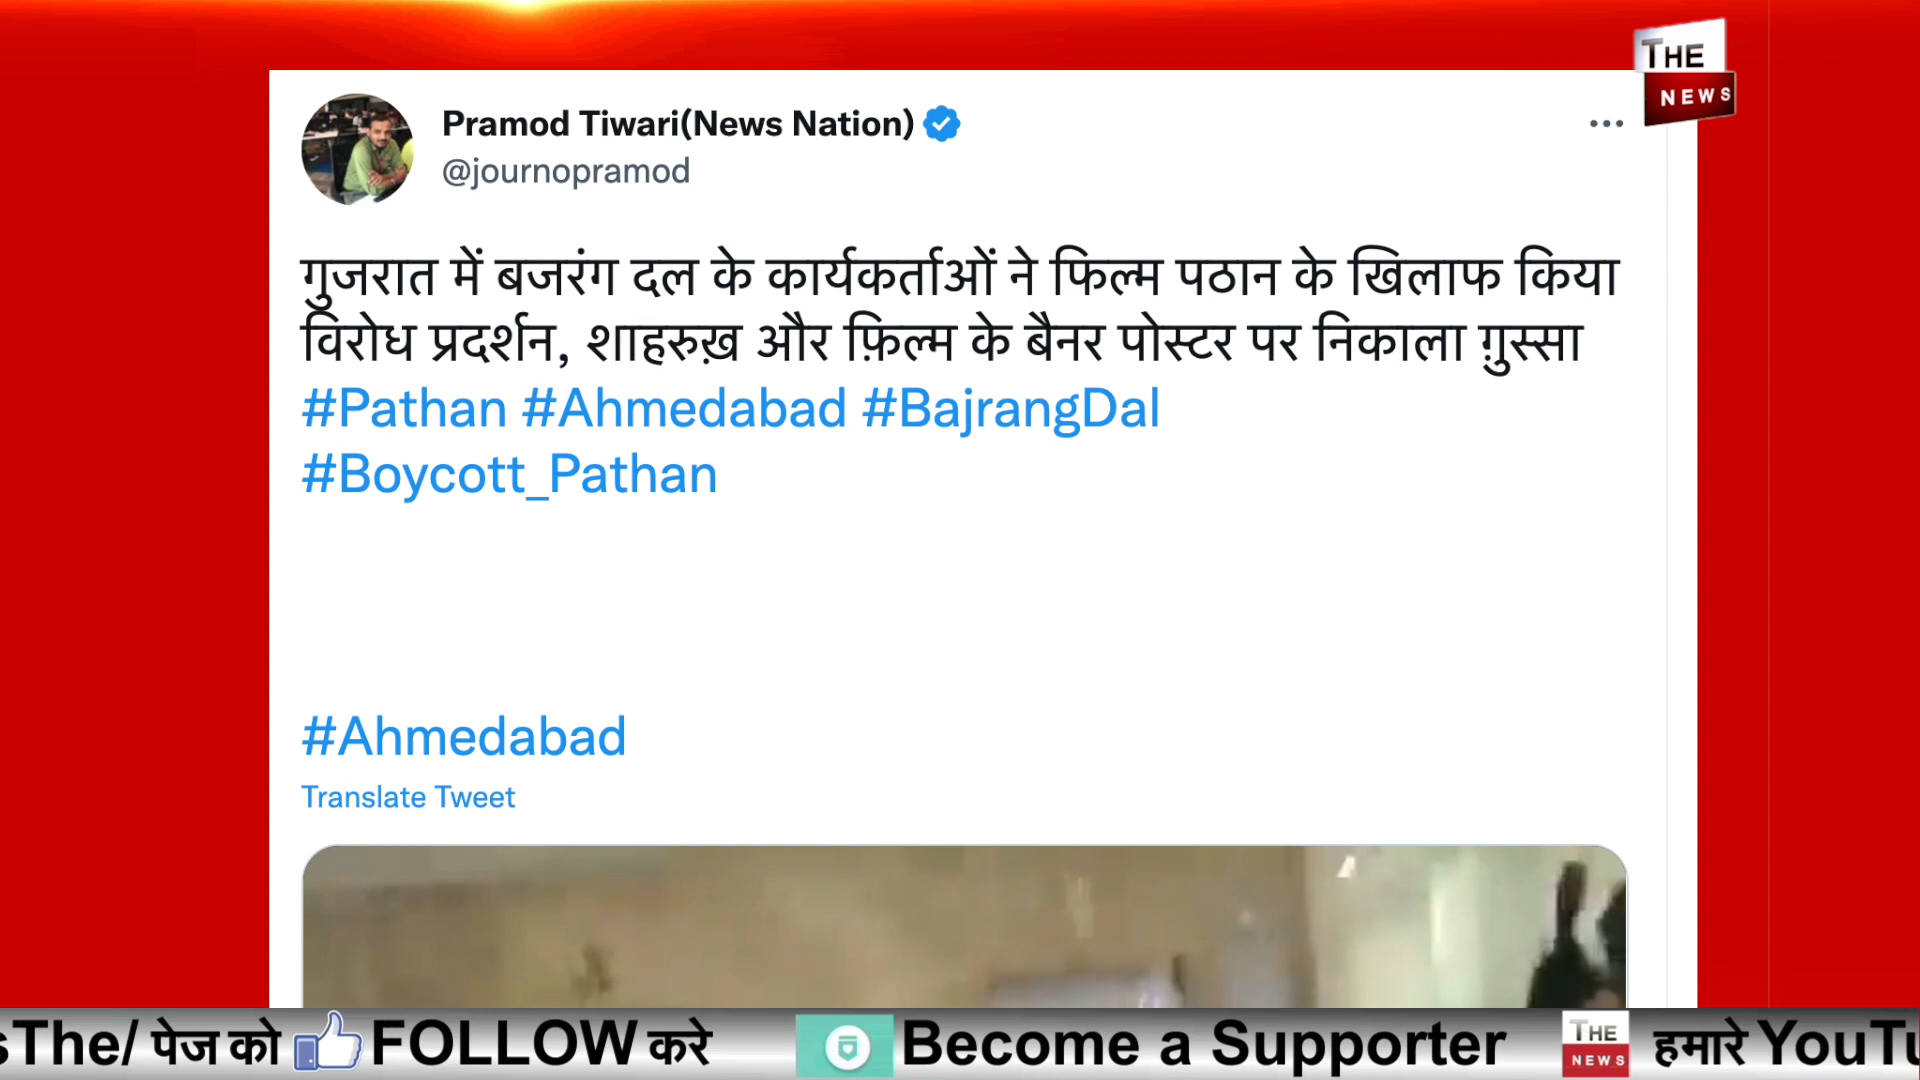 THE
NEWS
Pramod Tiwari(News Nation)
@journopramod
गुजरात में बजरंग दल के कार्यकर्ताओं ने फिल्म पठान के खिलाफ किया
विरोध प्रदर्शन, शाहरुख़ और फ़िल्म के बैनर पोस्टर पर निकाला ग़ुस्सा
#Pathan #Ahmedabad #BajrangDal
#Boycott_Pathan
#Ahmedabad
Translate Tweet
sThe/ पेज को FOLLOW करे Become a Supporter THE NEWS हमारे YouTu